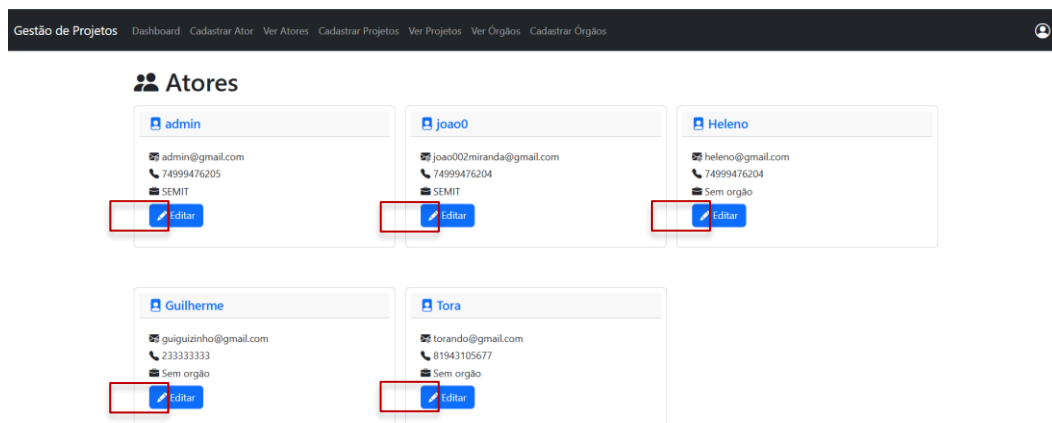 Gestão de Projetos Dashboard Cadastrar Ator Ver Atores Cadastrar Projetos Ver Projetos Ver Órgãos Cadastrar Órgãos
Atores
admin
admin@gmail.com
74999476205
SEMIT
Editar
joao0
joao002miranda@gmail.com
74999476204
SEMIT
Editar
Heleno
heleno@gmail.com
74999476204
Sem orgão
Editar
Guilherme
guiguizinho@gmail.com
233333333
Sem orgão
Editar
Tora
torando@gmail.com
81943105677
Sem orgão
Editar